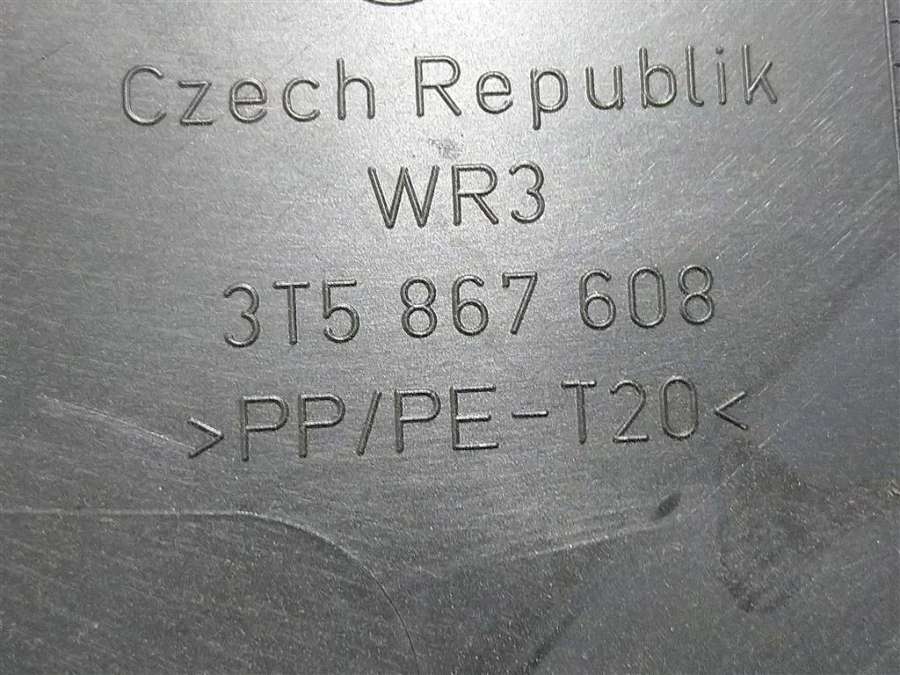 Czech Republik
WR3
3T5 867 608
>PP/PE-T20<